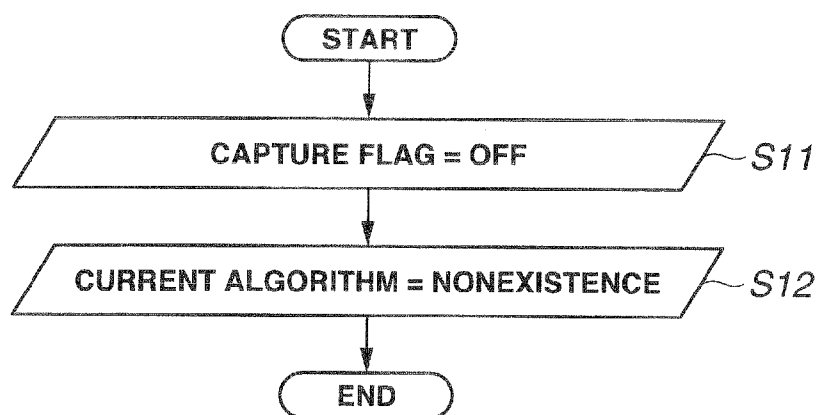 START
CAPTURE FLAG = OFF
S11
CURRENT ALGORITHM = NONEXISTENCE
S12
END